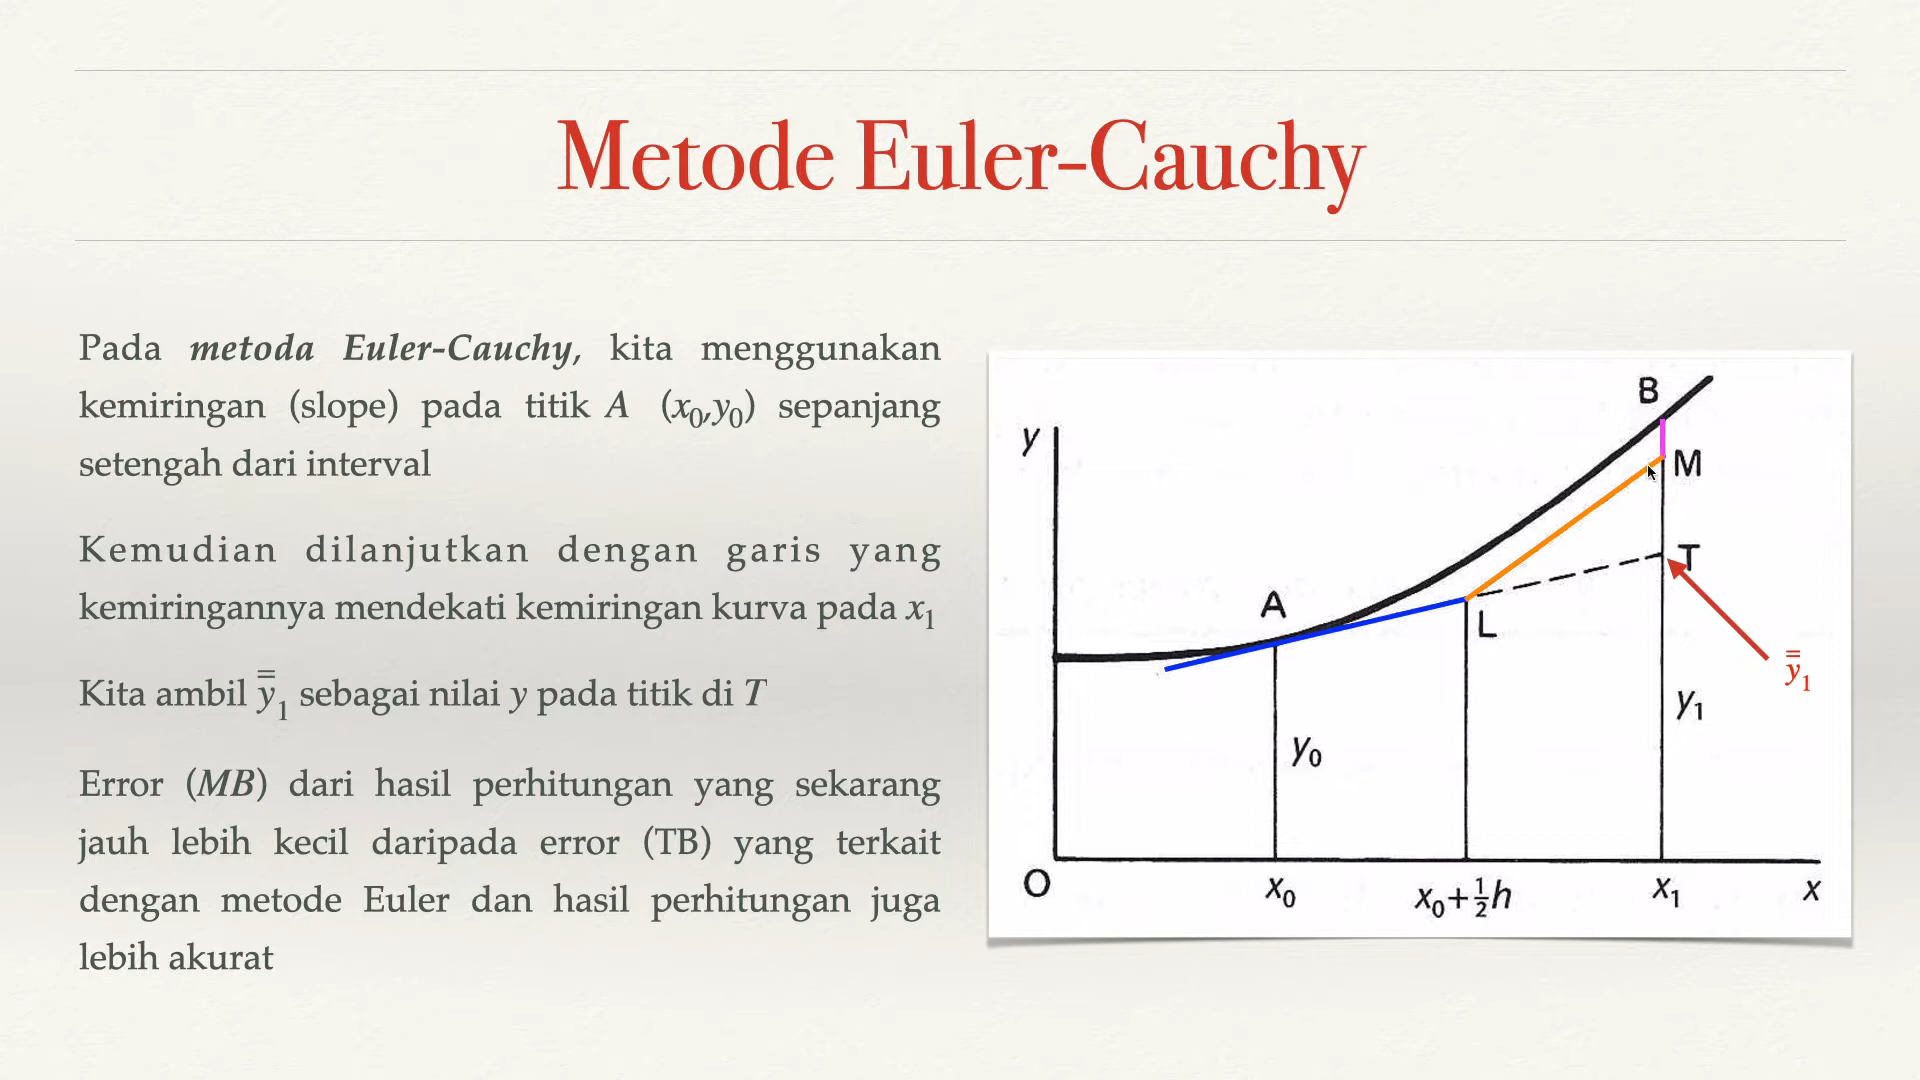 Metode Euler-Cauchy
Pada metoda Euler-Cauchy, kita menggunakan
kemiringan (slope) pada titik A (x₀,y₀) sepanjang
setengah dari interval
Kemudian dilanjutkan dengan garis yang
kemiringannya mendekati kemiringan kurva pada x₁
Kita ambil y̿₁ sebagai nilai y pada titik di T
Error (MB) dari hasil perhitungan yang sekarang
jauh lebih kecil daripada error (TB) yang terkait
dengan metode Euler dan hasil perhitungan juga
lebih akurat
B
y
M
T
A
L
y̿₁
y₁
y₀
O
x₀
x₀+½h
x₁
x